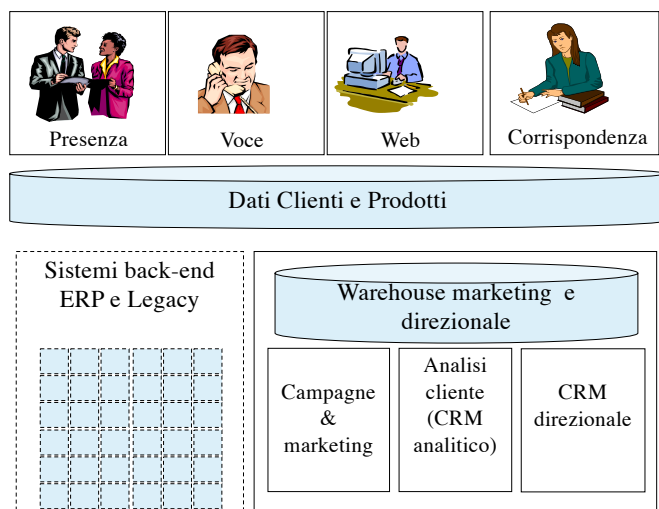 Presenza
Voce
Web
Corrispondenza
Dati Clienti e Prodotti
Sistemi back-end
ERP e Legacy
Warehouse marketing e
direzionale
Campagne
&
marketing
Analisi
cliente
(CRM
analitico)
CRM
direzionale